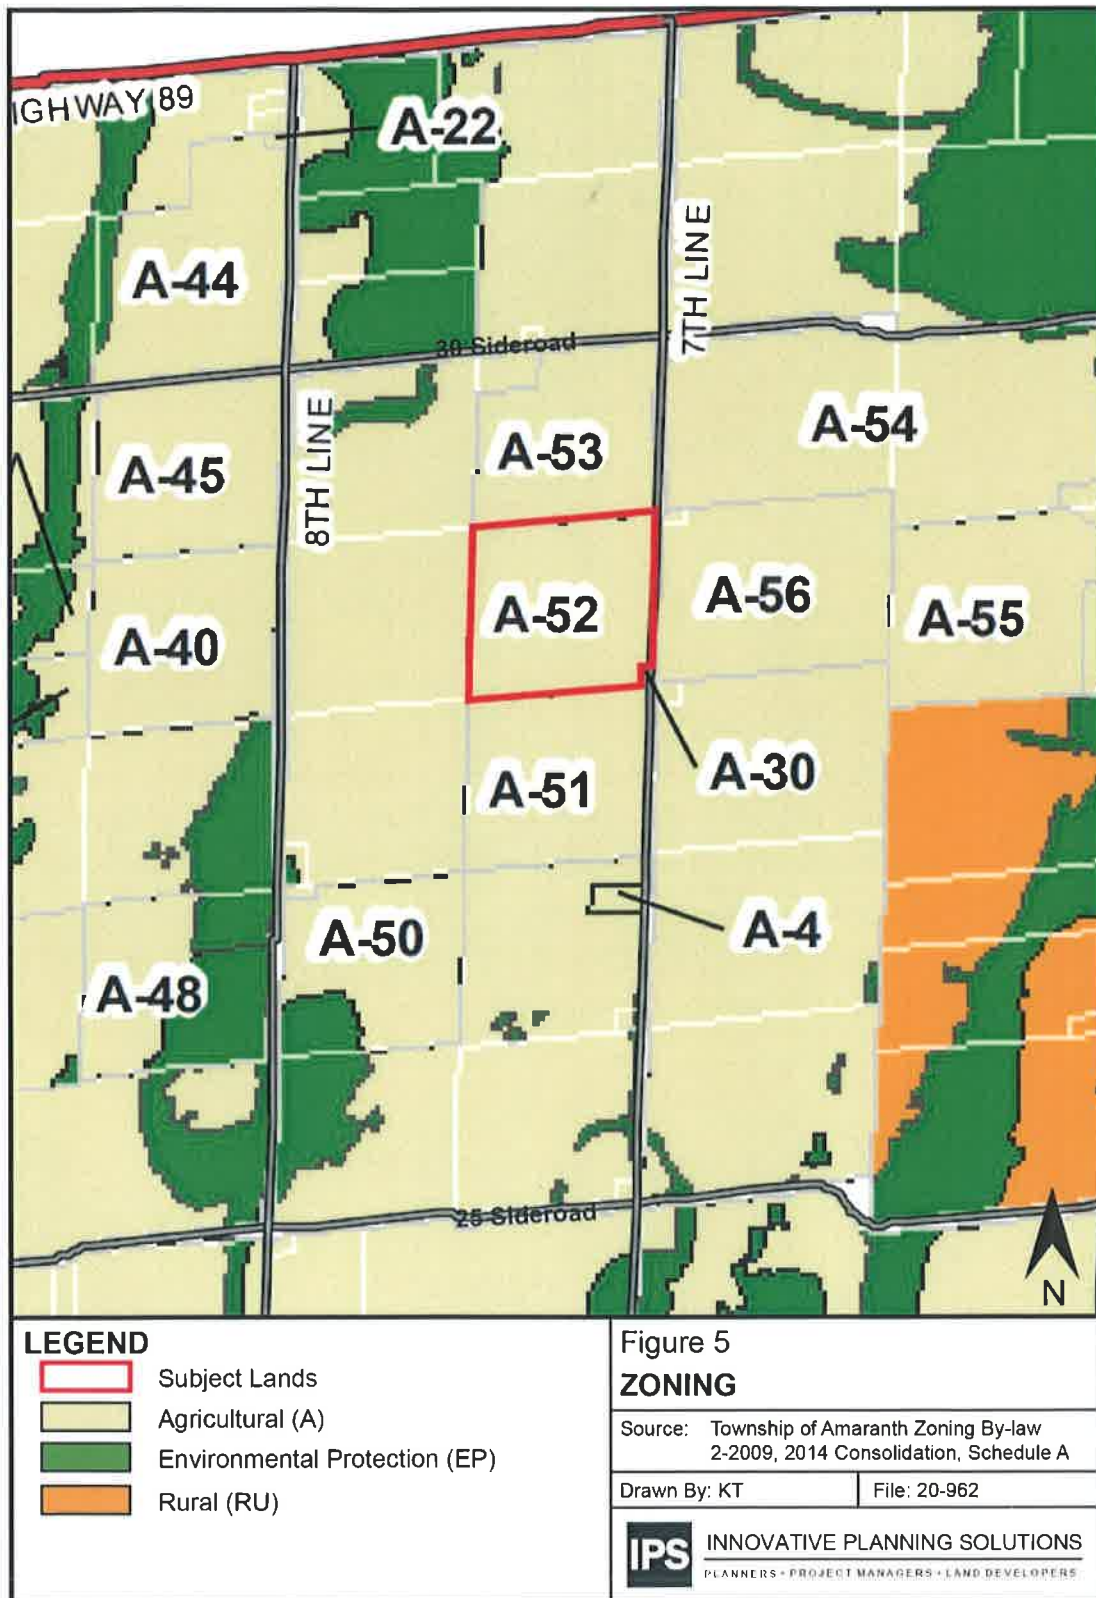 IGHWAY 89
A-22
A-44
7TH LINE
30 Sideroad
A-54
A-53
A-45
8TH LINE
A-52
A-56
A-55
A-40
A-30
A-51
A-4
A-50
A-48
25 Sideroad
N
LEGEND
Subject Lands
Agricultural (A)
Environmental Protection (EP)
Rural (RU)
Figure 5
ZONING
Source: Township of Amaranth Zoning By-law
2-2009, 2014 Consolidation, Schedule A
Drawn By: KT
File: 20-962
IPS
INNOVATIVE PLANNING SOLUTIONS
PLANNERS • PROJECT MANAGERS • LAND DEVELOPERS